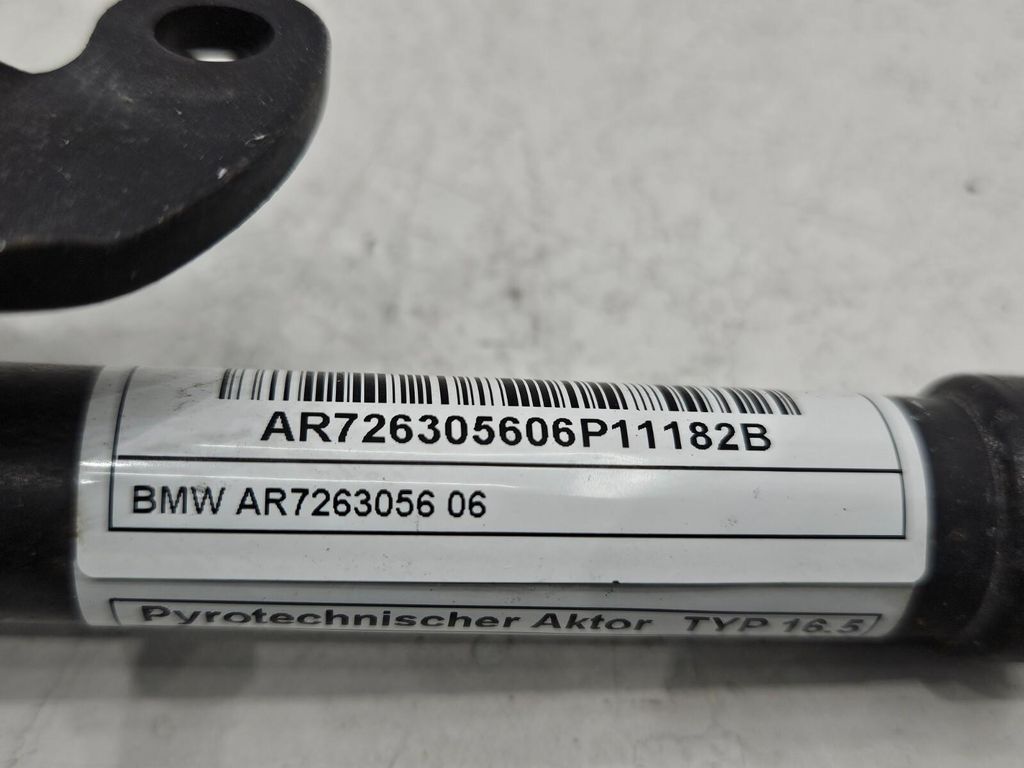 AR726305606P11182B
BMW AR7263056 06
Pyrotechnischer Aktor TYP 16.5